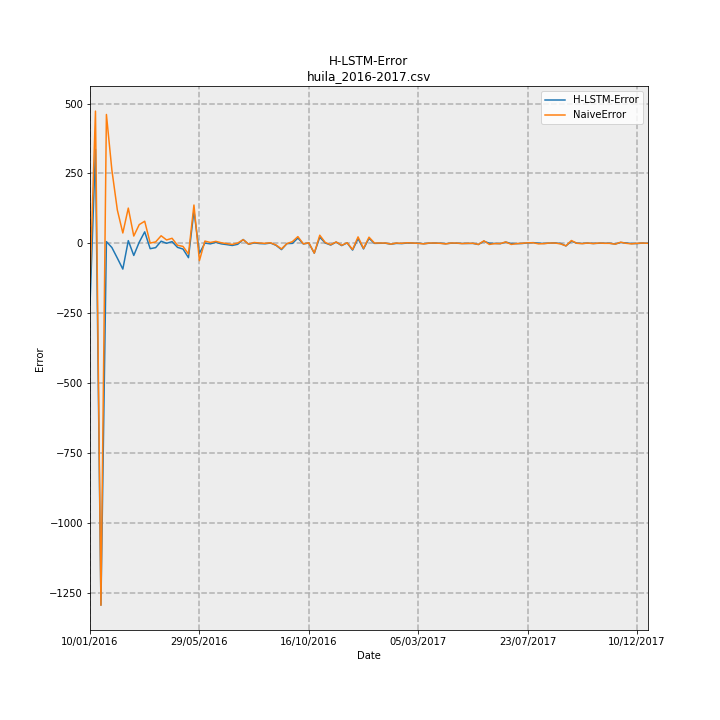 H-LSTM-Error
huila_2016-2017.csv
H-LSTM-Error
NaiveError
500
250
0
−250
−500
−750
−1000
−1250
Error
10/01/2016 29/05/2016 16/10/2016 05/03/2017 23/07/2017 10/12/2017
Date